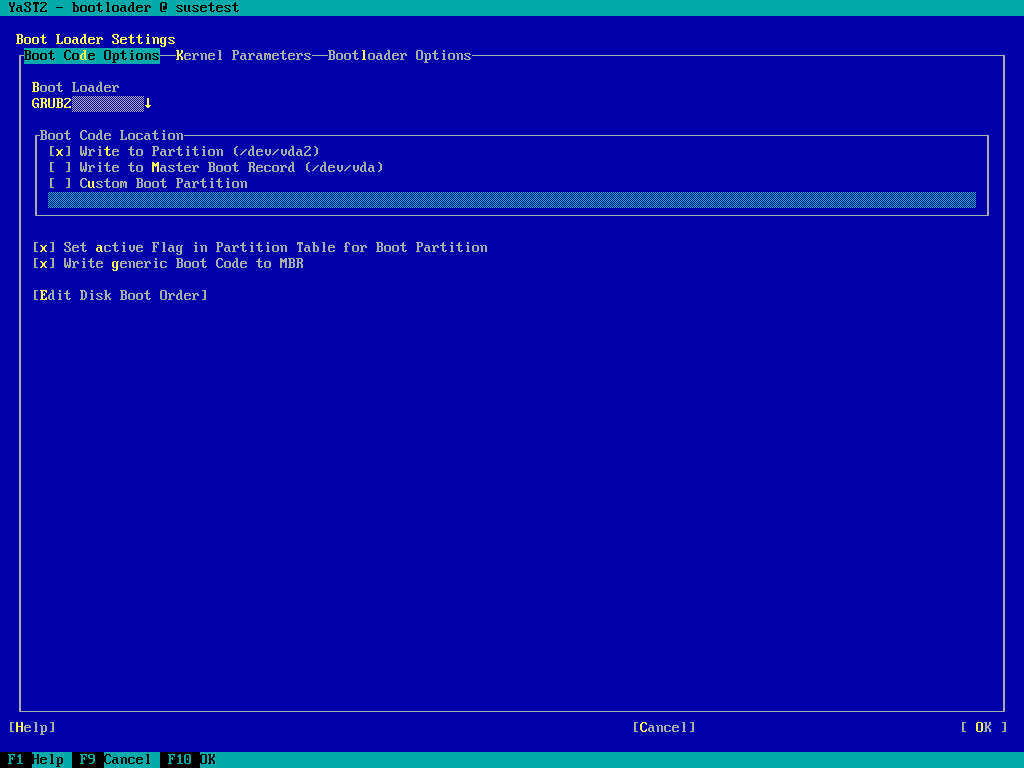 YaST2 - bootloader @ susetest
Boot Loader Settings
Boot Code Options Kernel Parameters Bootloader Options
Boot Loader
GRUB2 ↓
Boot Code Location
[x] Write to Partition (/dev/vda2)
[ ] Write to Master Boot Record (/dev/vda)
[ ] Custom Boot Partition
[x] Set active Flag in Partition Table for Boot Partition
[x] Write generic Boot Code to MBR
[Edit Disk Boot Order]
[Help] [Cancel] [ OK ]
F1 Help F9 Cancel F10 OK